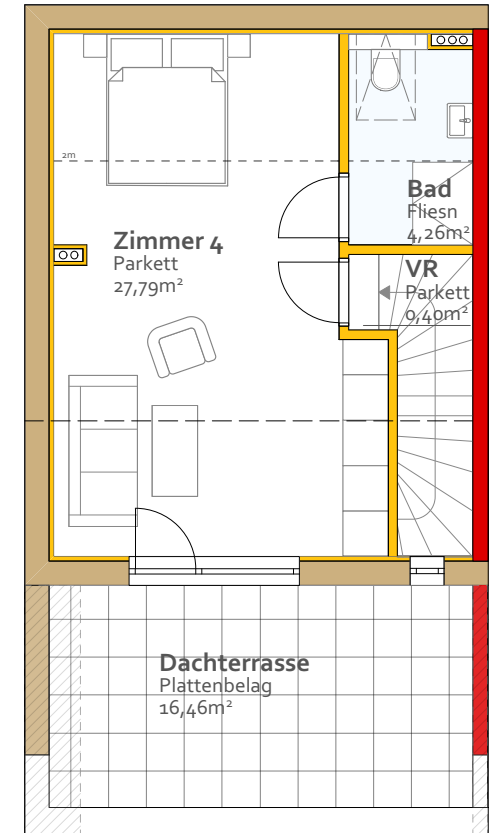 2m
Bad
Fliesn
4,26m²
Zimmer 4
Parkett
27,79m²
VR
Parkett
0,40m²
Dachterrasse
Plattenbelag
16,46m²